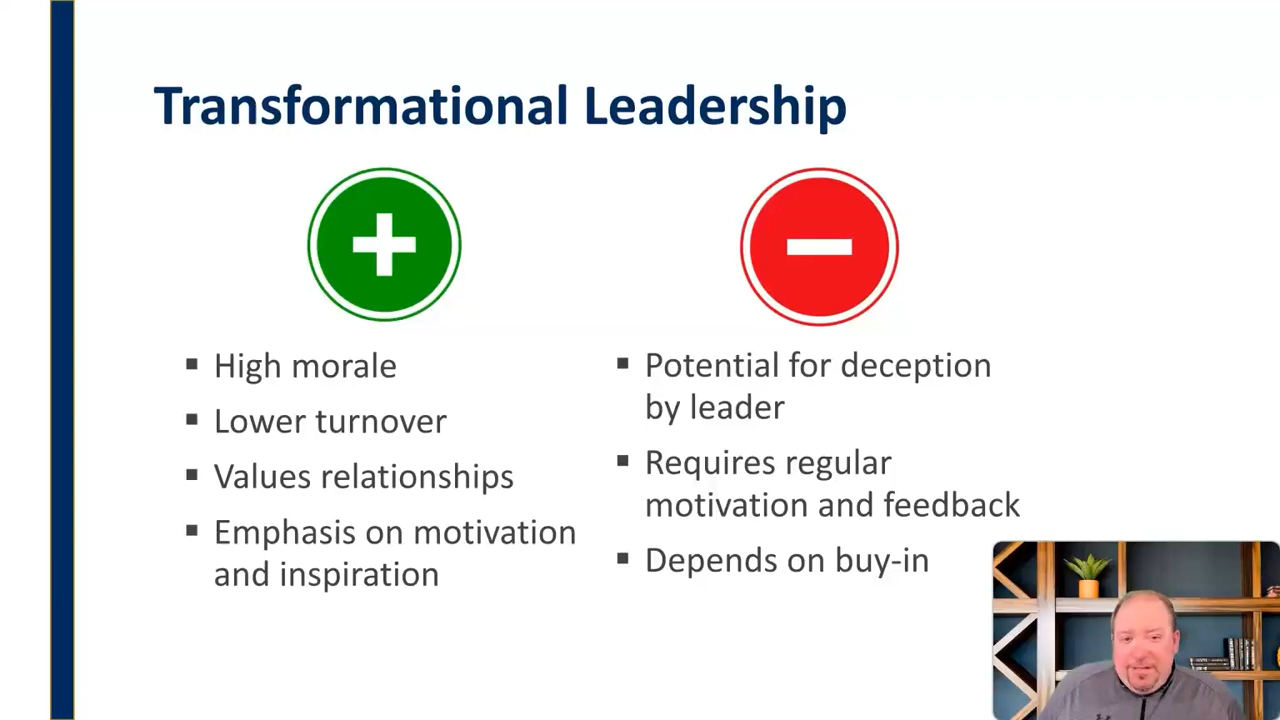 Transformational Leadership
High morale
Lower turnover
Values relationships
Emphasis on motivation
and inspiration
Potential for deception
by leader
Requires regular
motivation and feedback
Depends on buy-in